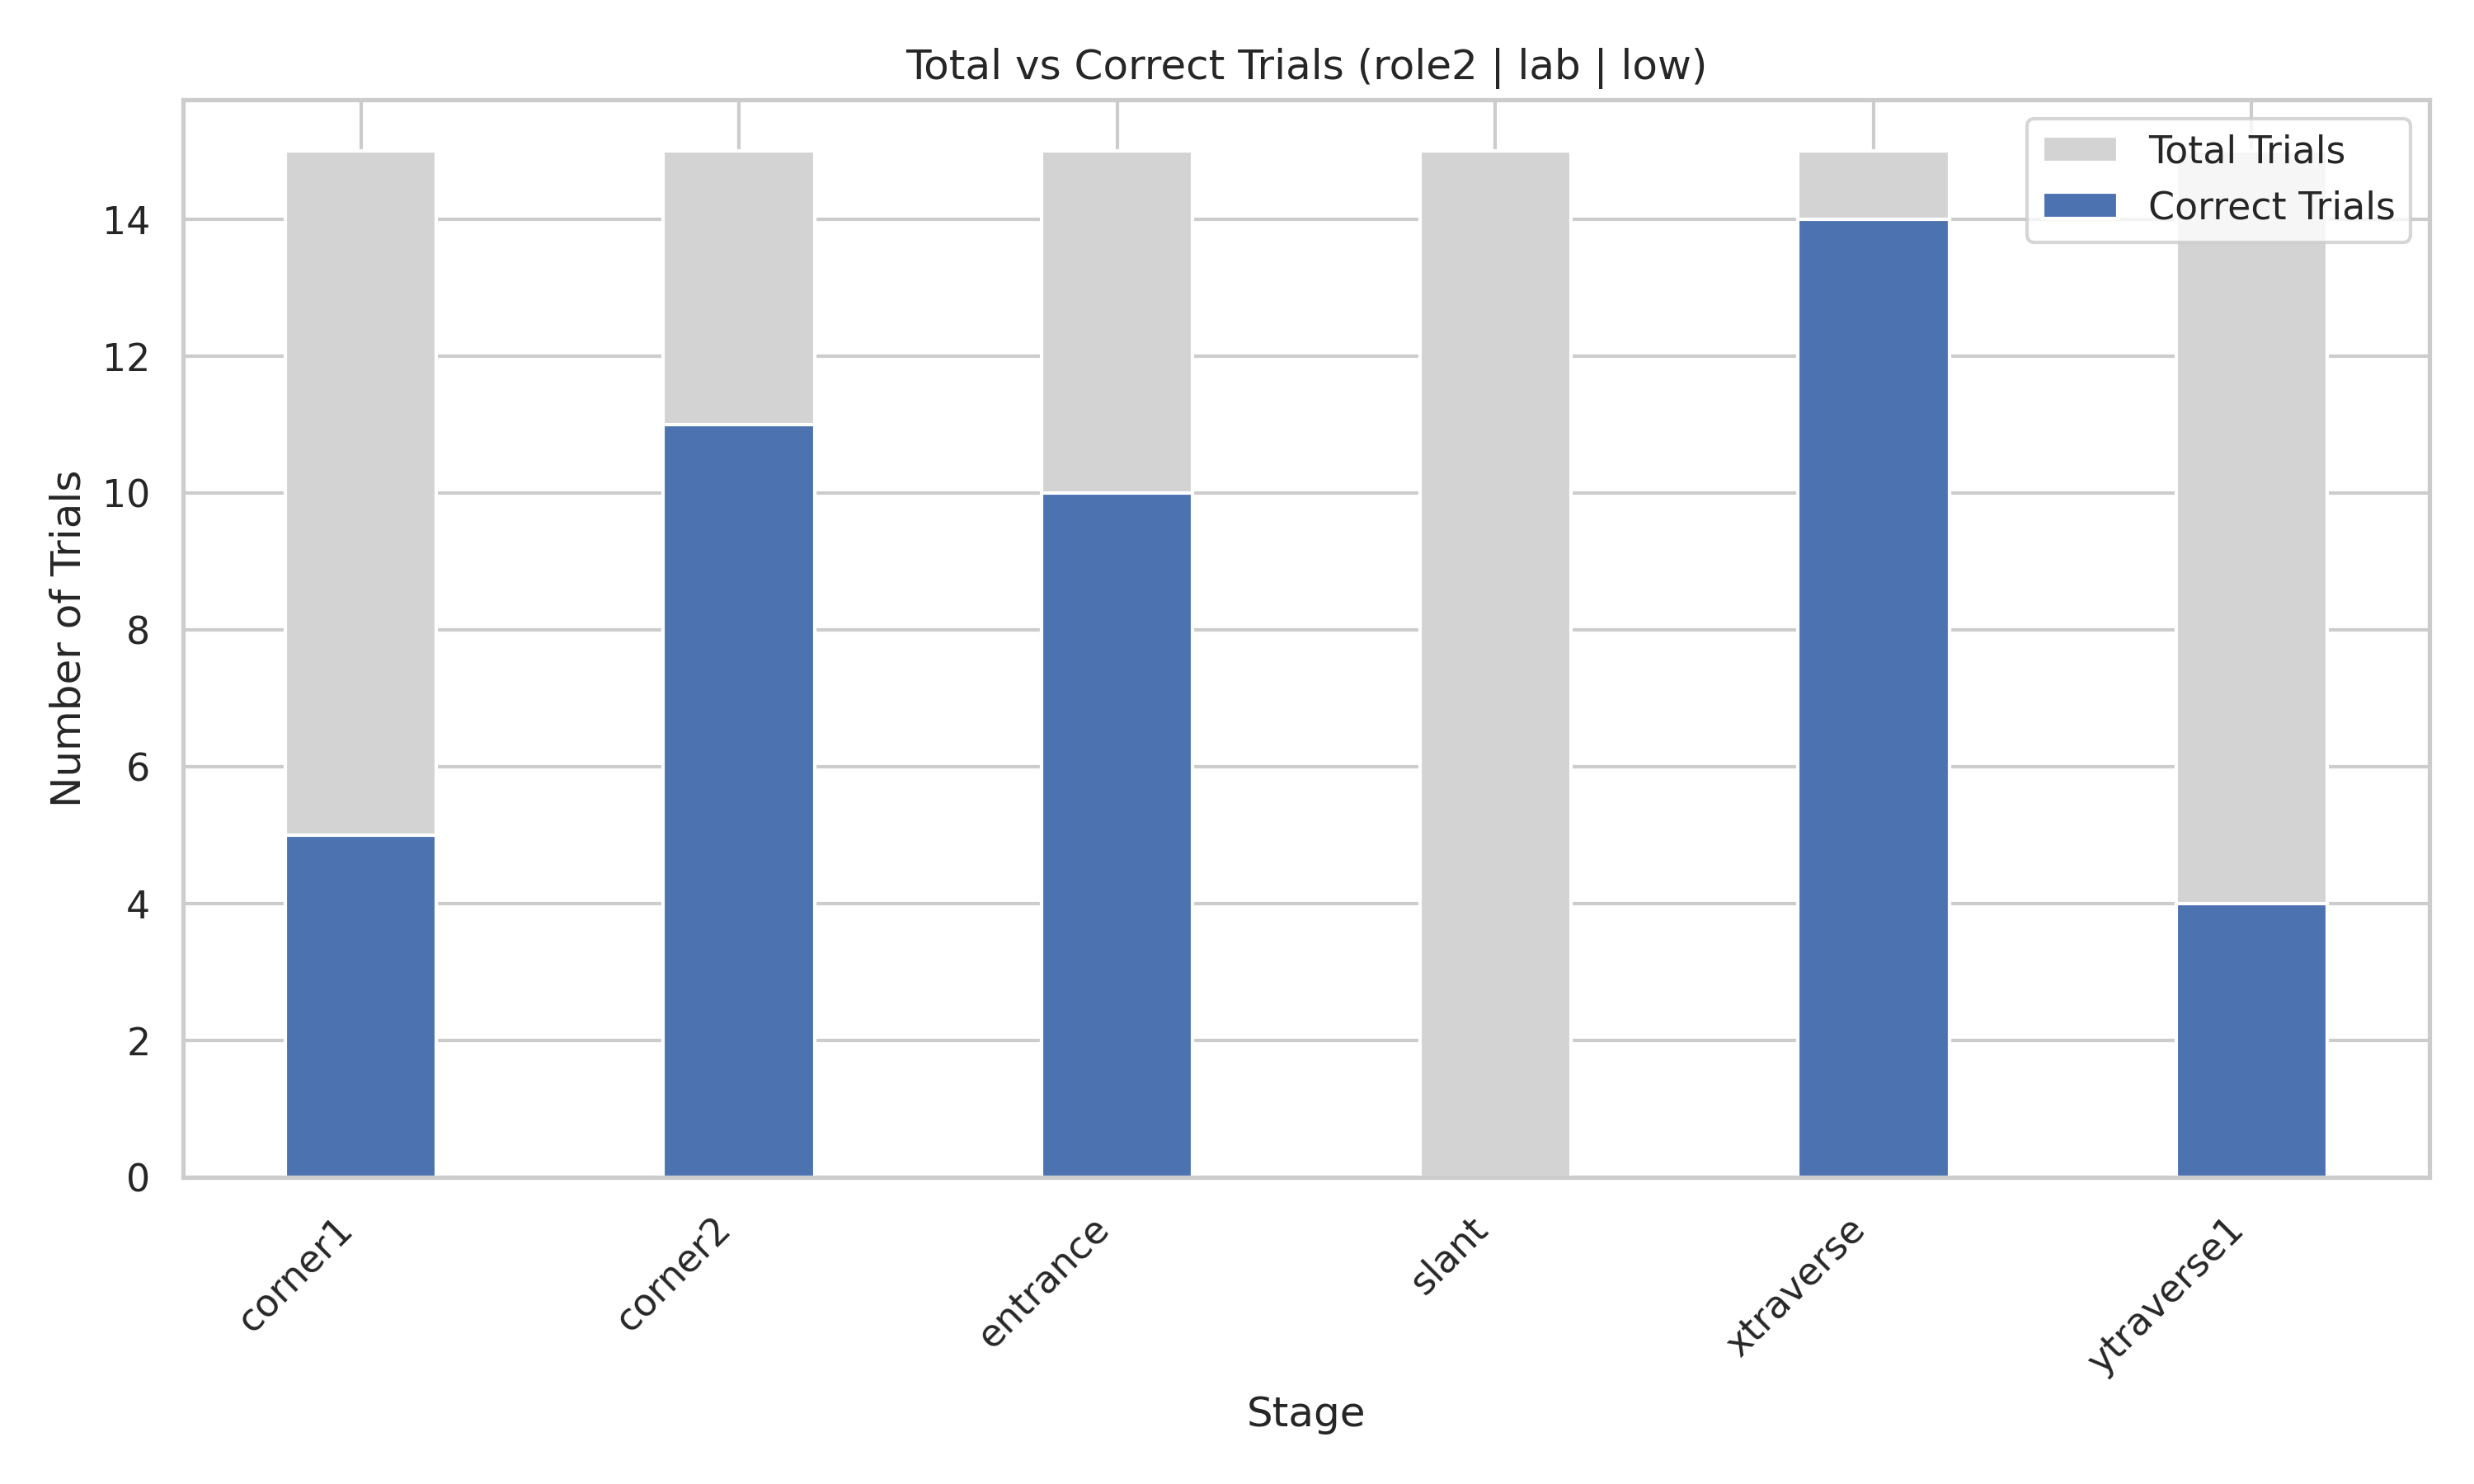 Total vs Correct Trials (role2 | lab | low)
Total Trials
Correct Trials
Number of Trials
14
12
10
8
6
4
2
0
corner1
corner2
entrance
slant
xtraverse
ytraverse1
Stage